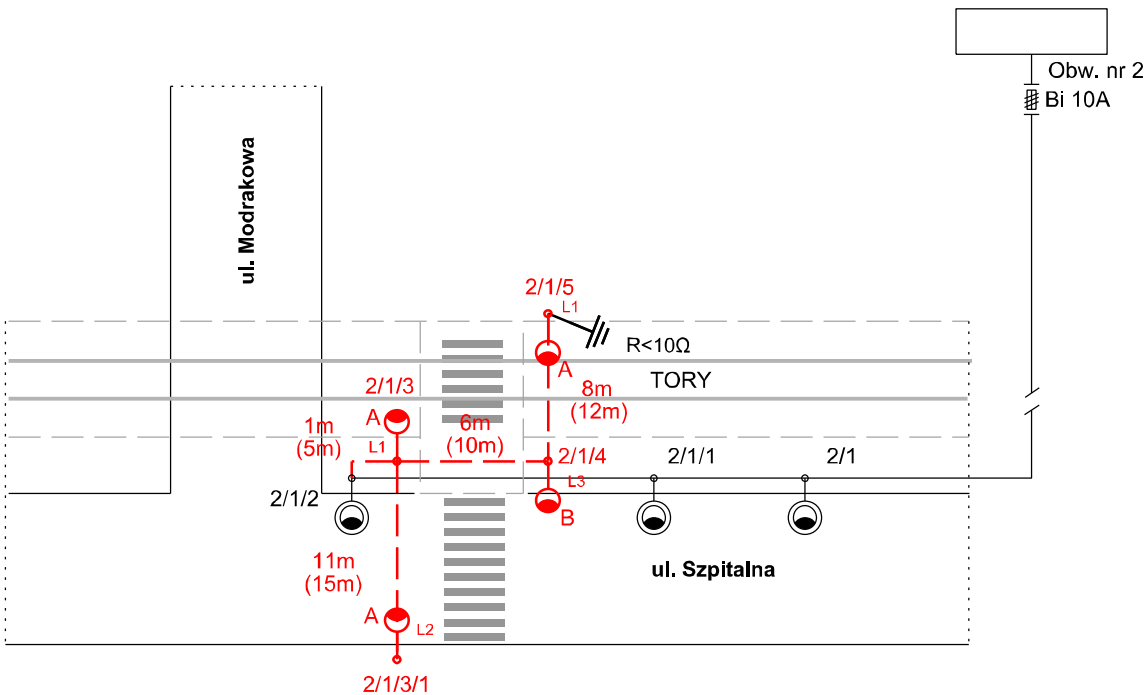 Obw. nr 2
Bi 10A
ul. Modrakowa
2/1/5
L1
R<10Ω
A
TORY
8m
(12m)
2/1/3
A
1m
(5m)
L1
6m
(10m)
2/1/4
2/1/1
2/1
L3
2/1/2
B
11m
(15m)
ul. Szpitalna
A
L2
2/1/3/1